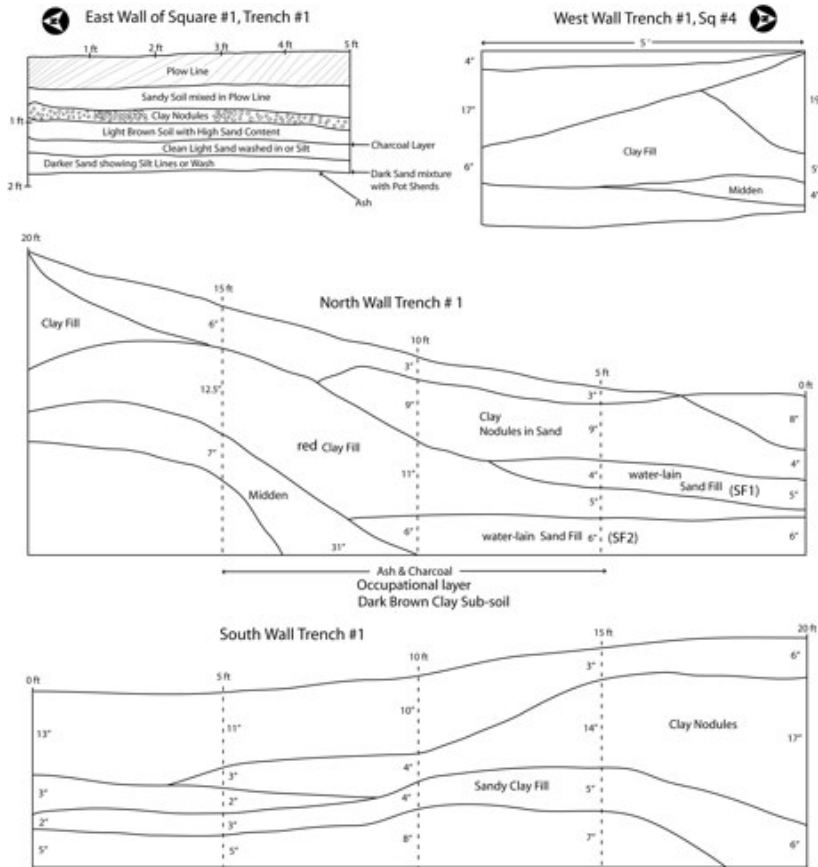 East Wall of Square #1, Trench #1
1 ft
2 ft
3 ft
4 ft
5 ft
Plow Line
Sandy Soil mixed in Plow Line
Clay Nodules
1 ft
Light Brown Soil with High Sand Content
Clean Light Sand washed in or Silt
Charcoal Layer
Darker Sand showing Silt Lines or Wash
2 ft
Dark Sand mixture
with Pot Sherds
Ash
West Wall Trench #1, Sq #4
5'
4"
17"
19
Clay Fill
6"
5"
Midden
4"
North Wall Trench # 1
20 ft
15 ft
10 ft
5 ft
0 ft
Clay Fill
6"
12.5"
7"
Midden
31"
red Clay Fill
3"
9"
11"
6"
Clay
Nodules in Sand
3"
9"
4"
5"
water-lain
Sand Fill (SF1)
water-lain Sand Fill 6" (SF2)
8"
4"
5"
6"
Ash & Charcoal
Occupational layer
Dark Brown Clay Sub-soil
South Wall Trench #1
0 ft
5 ft
10 ft
15 ft
20 ft
13"
3"
2"
5"
11"
3"
2"
3"
5"
10"
4"
4"
8"
3"
14"
5"
7"
Sandy Clay Fill
Clay Nodules
6"
17"
6"